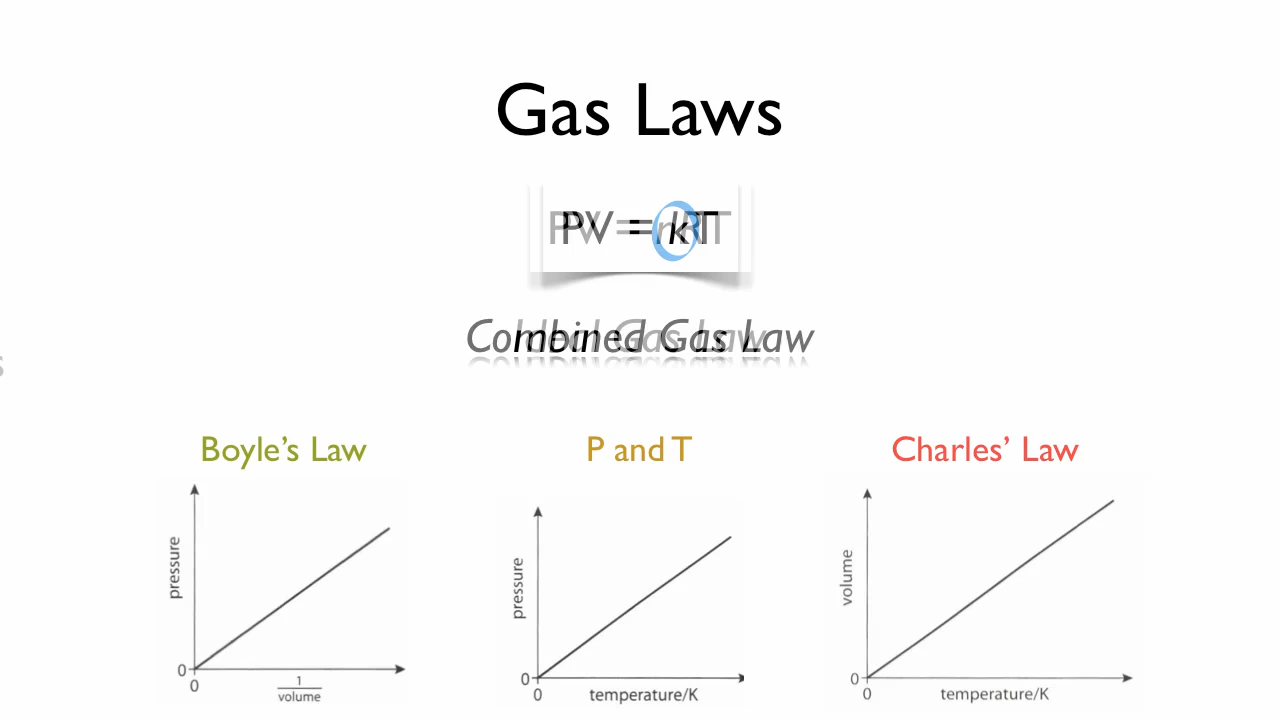 Gas Laws
PV = kT
Combined Gas Law
Boyle's Law
P and T
Charles' Law
pressure
0
0
1
volume
pressure
0
0
temperature/K
volume
0
0
temperature/K